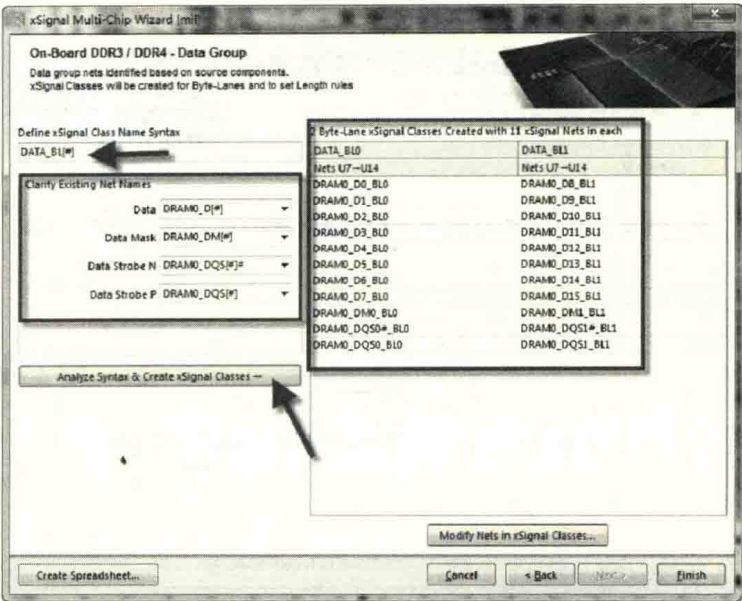 xSignal Multi-Chip Wizard [mil]
On-Board DDR3 / DDR4 - Data Group
Data group nets identified based on source components.
xSignal Classes will be created for Byte-Lanes and to set Length rules
Define xSignal Class Name Syntax
DATA_BL[#]
Clarity Existing Net Names
Data DRAM0_D[#]
Data Mask DRAM0_DM[#]
Data Strobe N DRAM0_DQS[#]#
Data Strobe P DRAM0_DQS[#]
Analyze Syntax & Create xSignal Classes
2 Byte-Lane xSignal Classes Created with 11 xSignal Nets in each
DATA_BL0 DATA_BL1
Nets U7--U14 Nets U7--U14
DRAM0_D0_BL0 DRAM0_D8_BL1
DRAM0_D1_BL0 DRAM0_D9_BL1
DRAM0_D2_BL0 DRAM0_D10_BL1
DRAM0_D3_BL0 DRAM0_D11_BL1
DRAM0_D4_BL0 DRAM0_D12_BL1
DRAM0_D5_BL0 DRAM0_D13_BL1
DRAM0_D6_BL0 DRAM0_D14_BL1
DRAM0_D7_BL0 DRAM0_D15_BL1
DRAM0_DM0_BL0 DRAM0_DM1_BL1
DRAM0_DQS0#_BL0 DRAM0_DQS1#_BL1
DRAM0_DQS0_BL0 DRAM0_DQS1_BL1
Modify Nets in xSignal Classes...
Create Spreadsheet...
Cancel
< Back
Next >
Finish